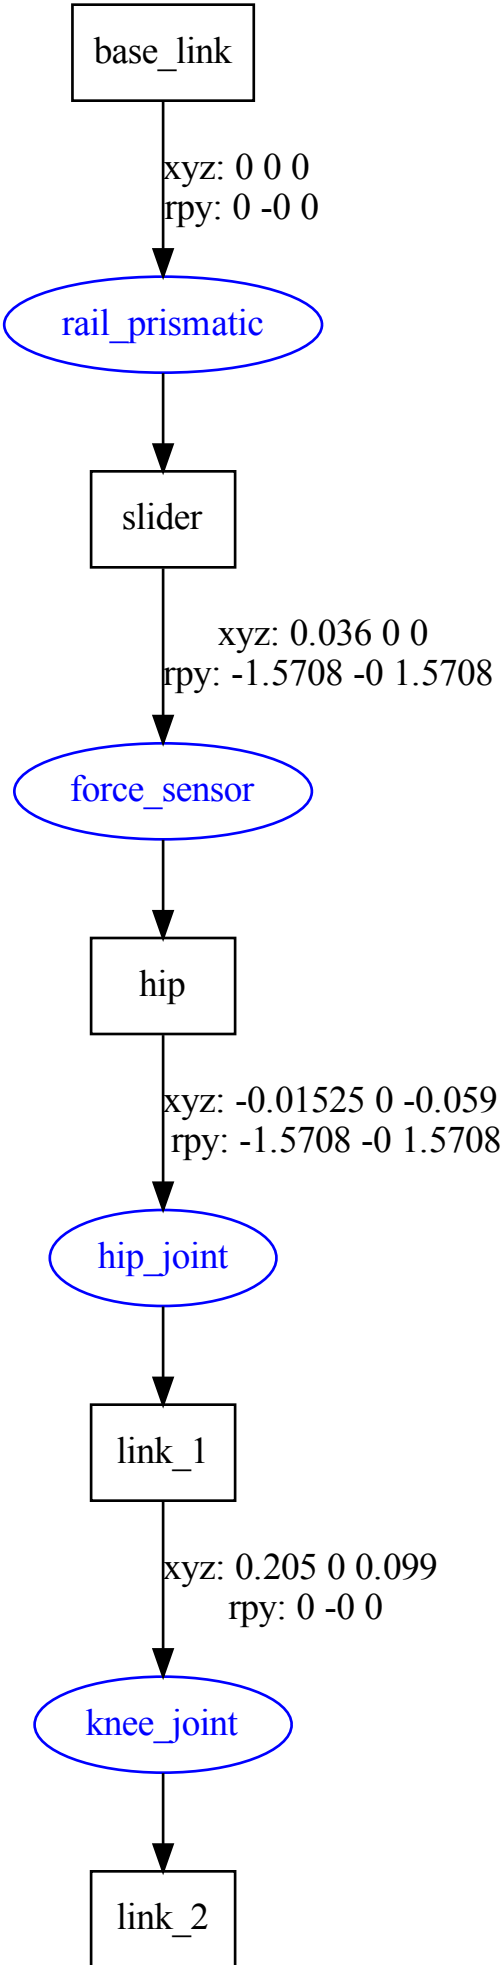 base_link
xyz: 0 0 0
rpy: 0 -0 0
rail_prismatic
slider
xyz: 0.036 0 0
rpy: -1.5708 -0 1.5708
force_sensor
hip
xyz: -0.01525 0 -0.059
rpy: -1.5708 -0 1.5708
hip_joint
link_1
xyz: 0.205 0 0.099
rpy: 0 -0 0
knee_joint
link_2